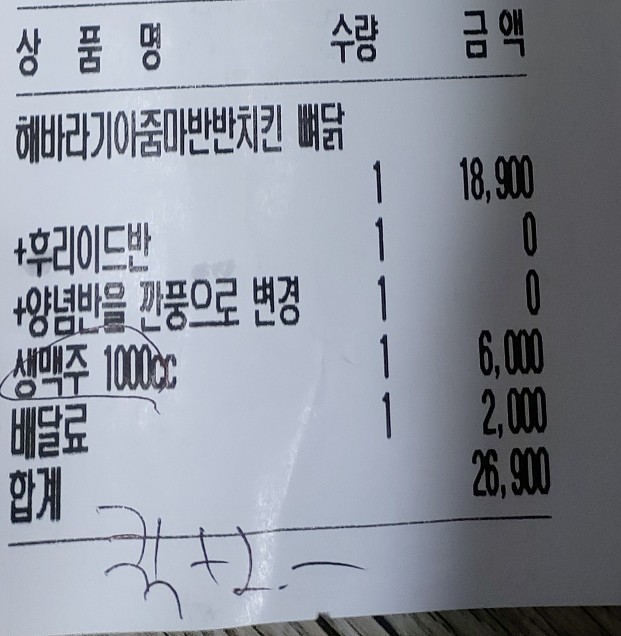 상 품 명 수량 금액
해바라기아줌마반반치킨 뼈닭
1 18,900
+후리이드반 1 0
+양념반을 깐풍으로 변경 1 0
생맥주 1000cc 1 6,000
배달료 1 2,000
합계 26,900